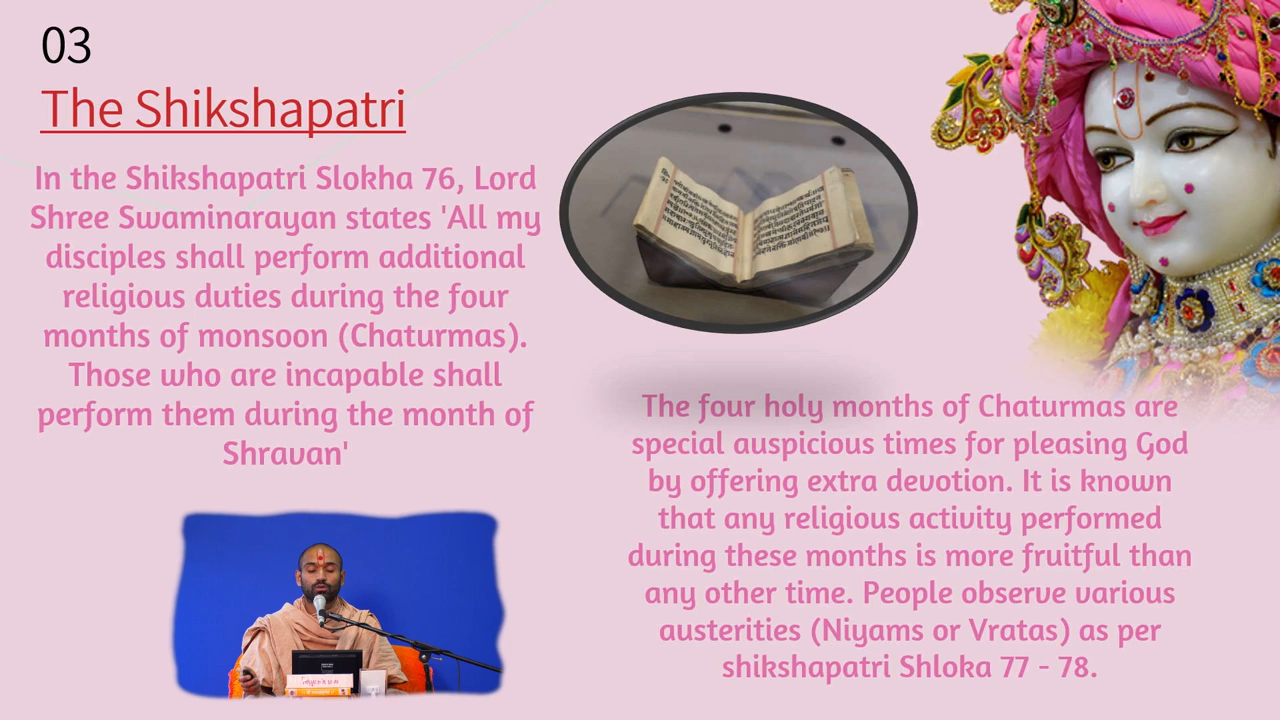 03
The Shikshapatri
In the Shikshapatri Slokha 76, Lord
Shree Swaminarayan states 'All my
disciples shall perform additional
religious duties during the four
months of monsoon (Chaturmas).
Those who are incapable shall
perform them during the month of
Shravan'
The four holy months of Chaturmas are
special auspicious times for pleasing God
by offering extra devotion. It is known
that any religious activity performed
during these months is more fruitful than
any other time. People observe various
austerities (Niyams or Vratas) as per
shikshapatri Shloka 77 - 78.